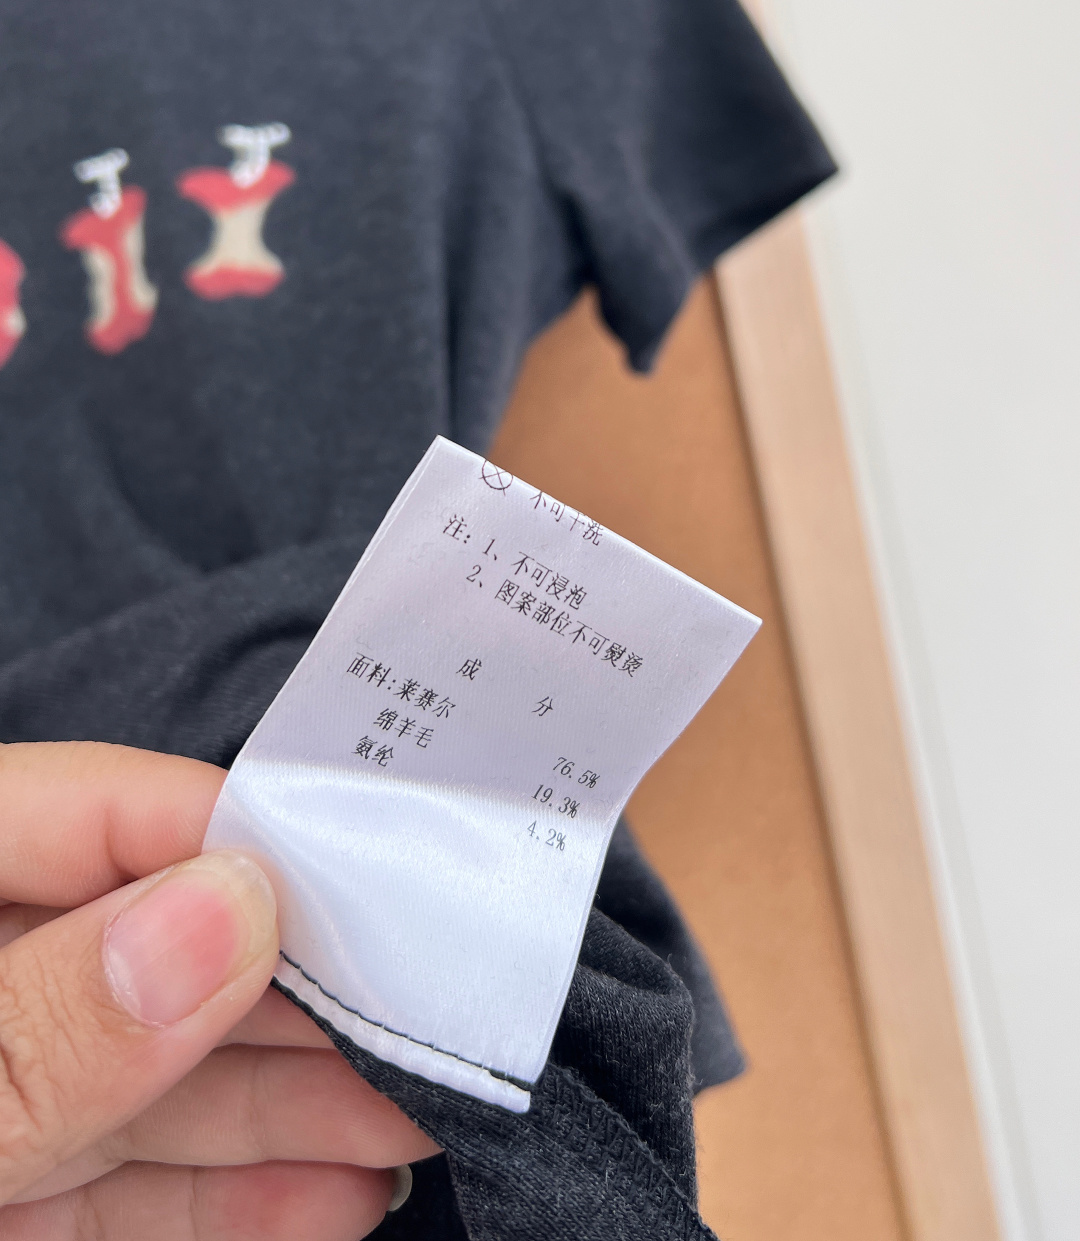 不可干洗
注：1、不可浸泡
2、图案部位不可熨烫
成 分
面料：莱赛尔 76.5%
绵羊毛 19.3%
氨纶 4.2%